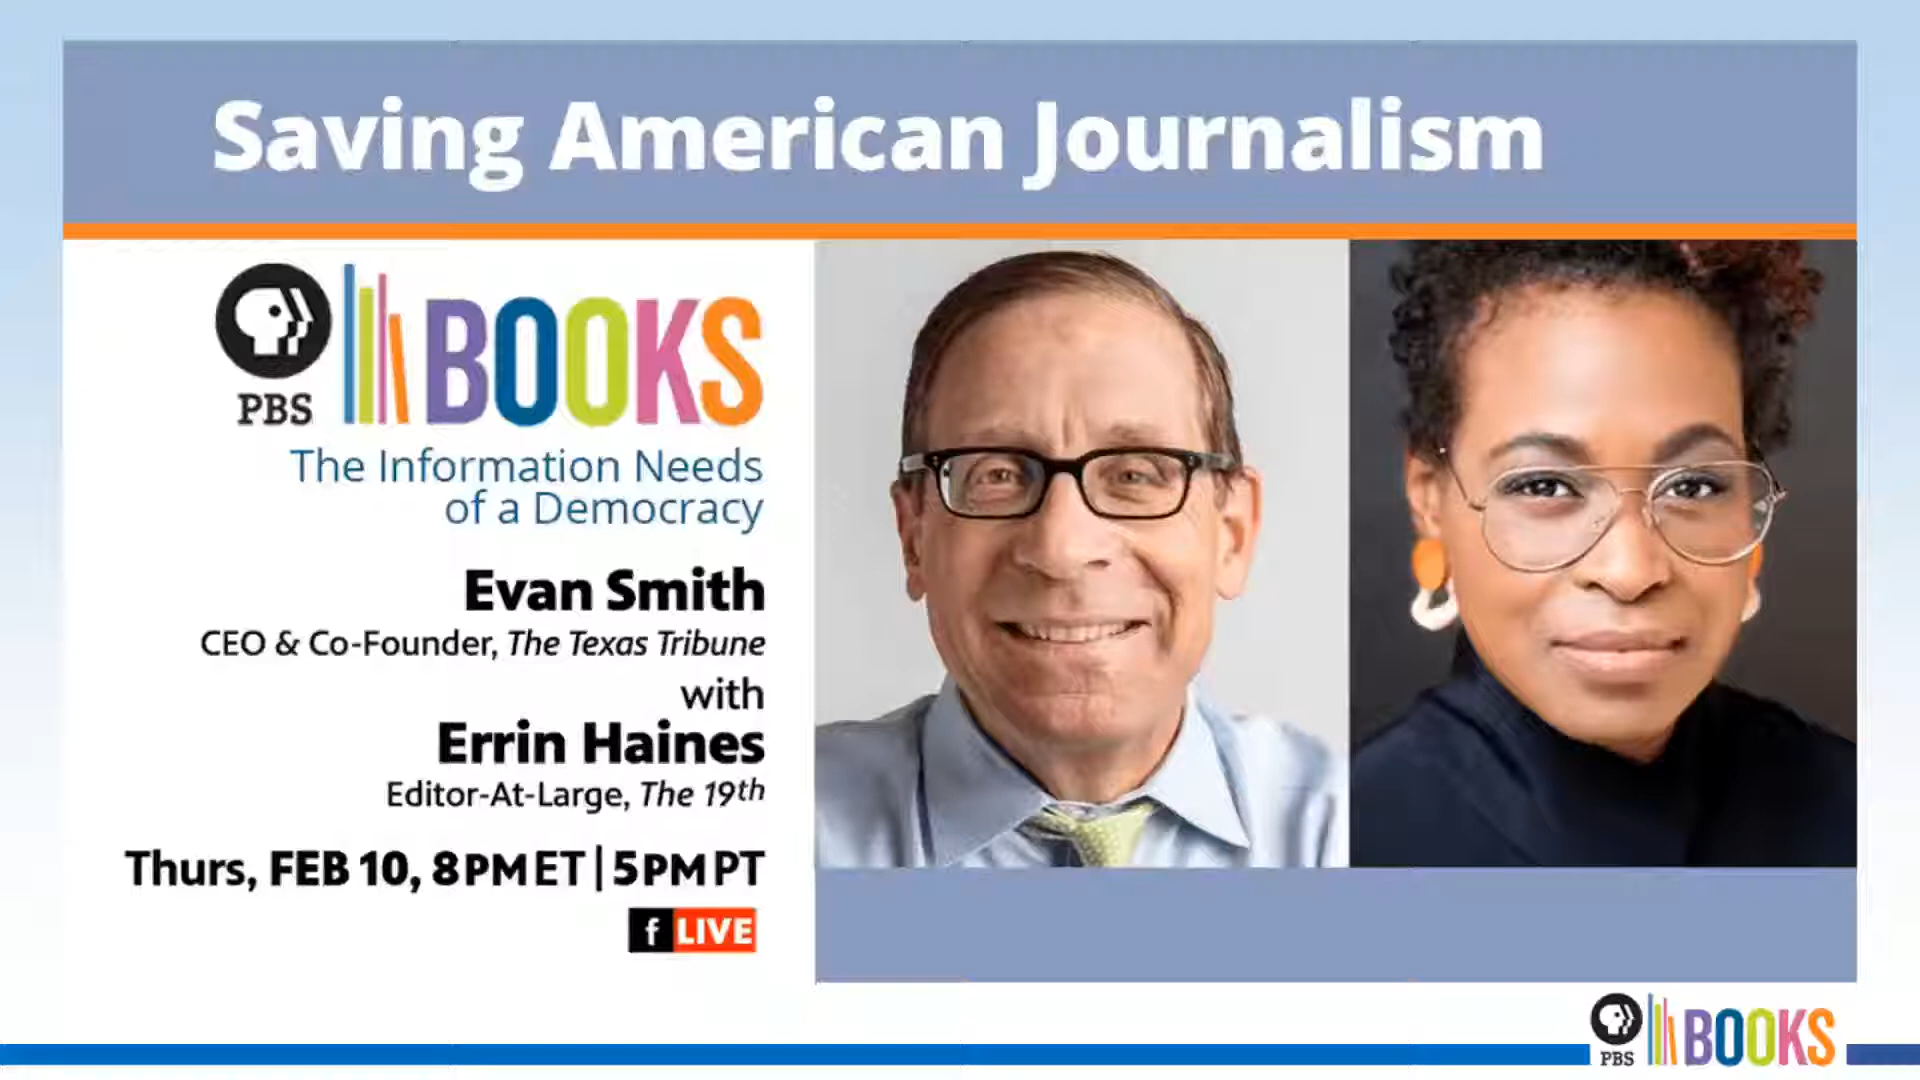 Saving American Journalism
PBS BOOKS
The Information Needs
of a Democracy
Evan Smith
CEO & Co-Founder, The Texas Tribune
with
Errin Haines
Editor-At-Large, The 19th
Thurs, FEB 10, 8PM ET | 5PM PT
f LIVE
PBS BOOKS